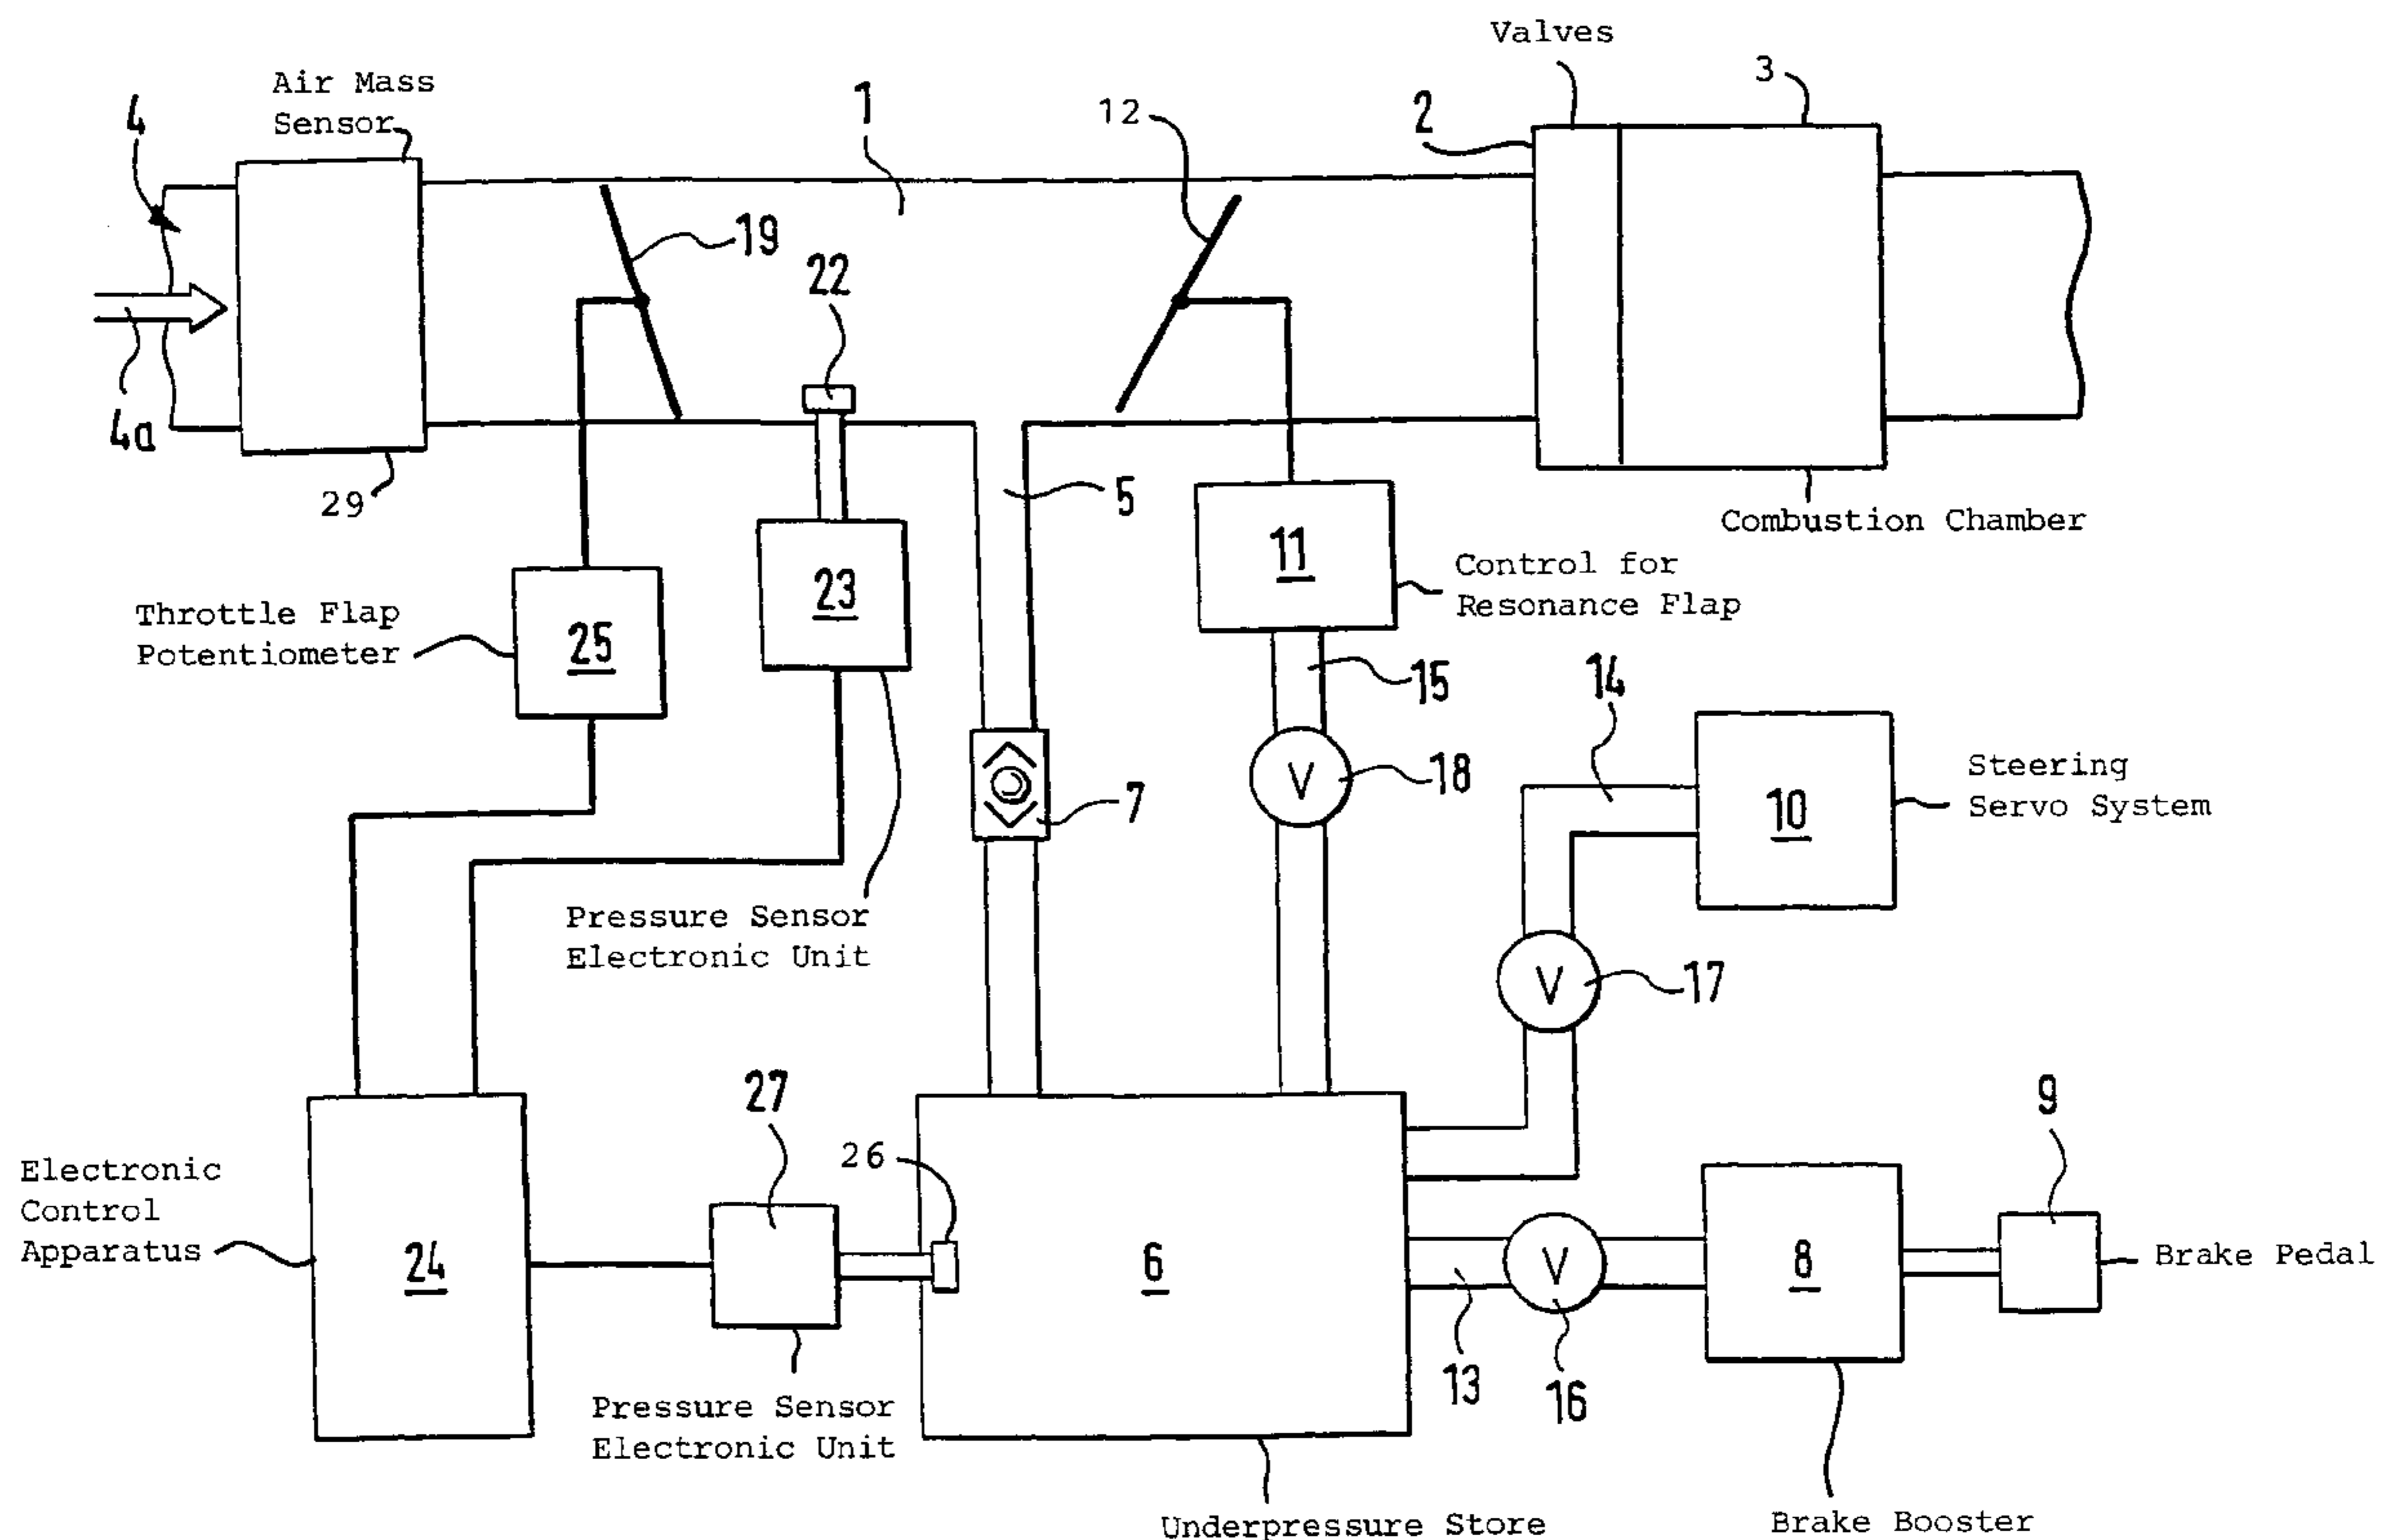 Valves
3
Air Mass
Sensor
1
12
2
4
19
22
4a
29
5
Combustion Chamber
11
Control for
Resonance Flap
23
Throttle Flap
Potentiometer
25
15
14
18
7
10
Steering
Servo System
Pressure Sensor
Electronic Unit
17
27
9
26
Electronic
Control
Apparatus
24
6
V
V
V
8
Brake Pedal
13
16
Pressure Sensor
Electronic Unit
Underpressure Store
Brake Booster